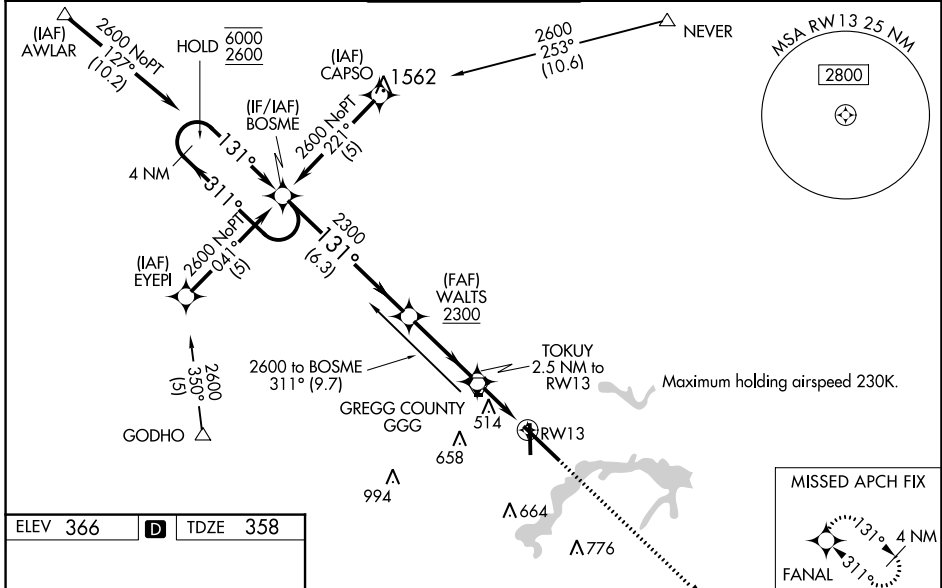 (IAF)
AWLAR
2600 NoPT
127°
(10.2)
HOLD 6000
2600
(IAF)
CAPSO
1562
2600
253°
(10.6)
NEVER
MSA RW13 25 NM
2800
(IF/IAF)
BOSME
2600 NoPT
221°
(5)
131°
4 NM
311°
2600 NoPT
041°
(5)
(IAF)
EYEPI
2300
131°
(6.3)
(FAF)
WALTS
2300
2600
350°
(5)
GODHO
2600 to BOSME
311° (9.7)
TOKUY
2.5 NM to
RW13
Maximum holding airspeed 230K.
GREGG COUNTY
GGG
514
RW13
658
994
664
776
MISSED APCH FIX
131°
4 NM
311°
FANAL
ELEV 366 D TDZE 358